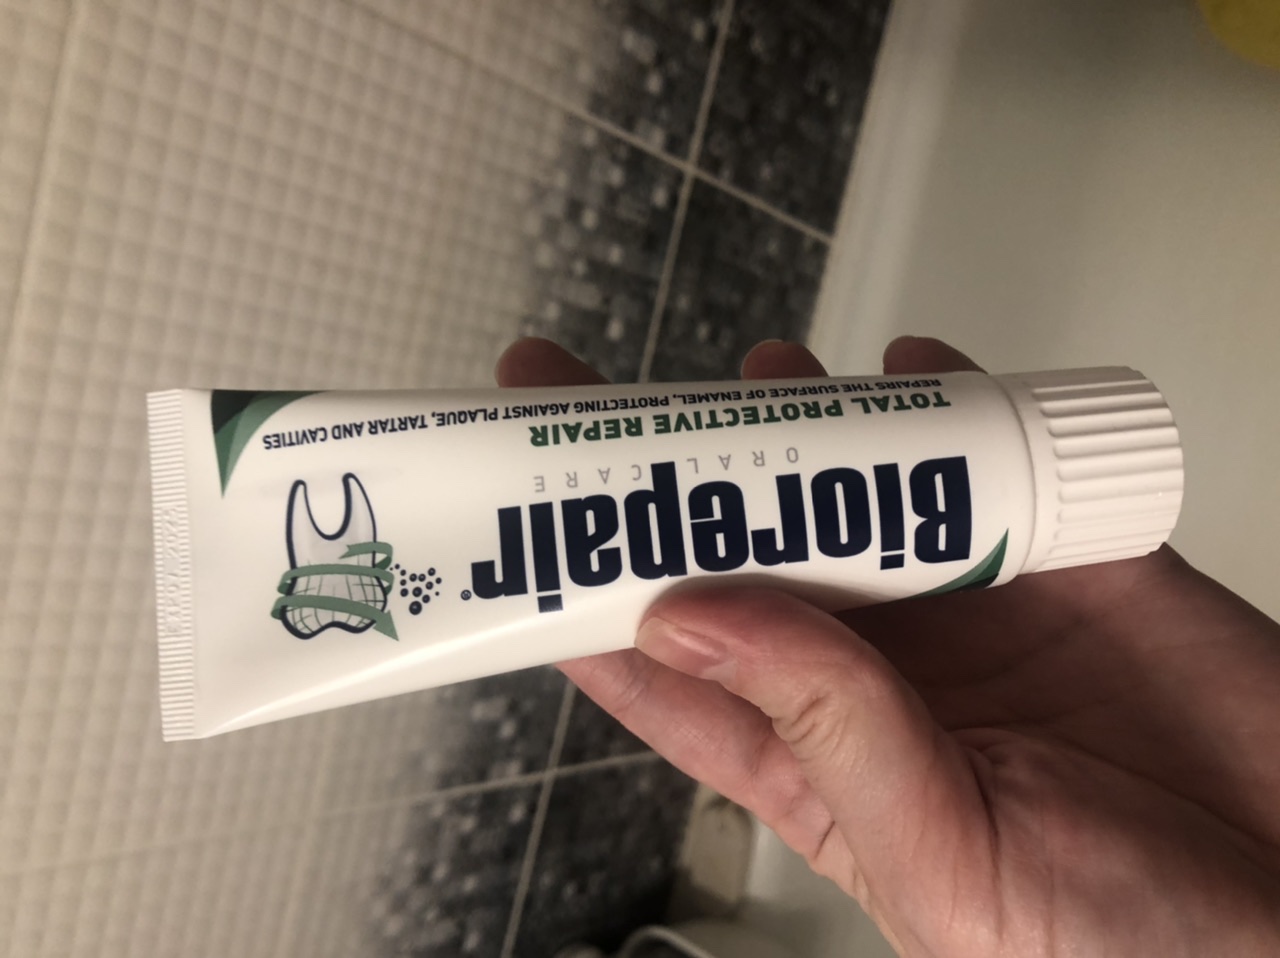 Biorepair®
ORAL CARE
TOTAL PROTECTIVE REPAIR
REPAIRS THE SURFACE OF ENAMEL, PROTECTING AGAINST PLAQUE, TARTAR AND CAVITIES